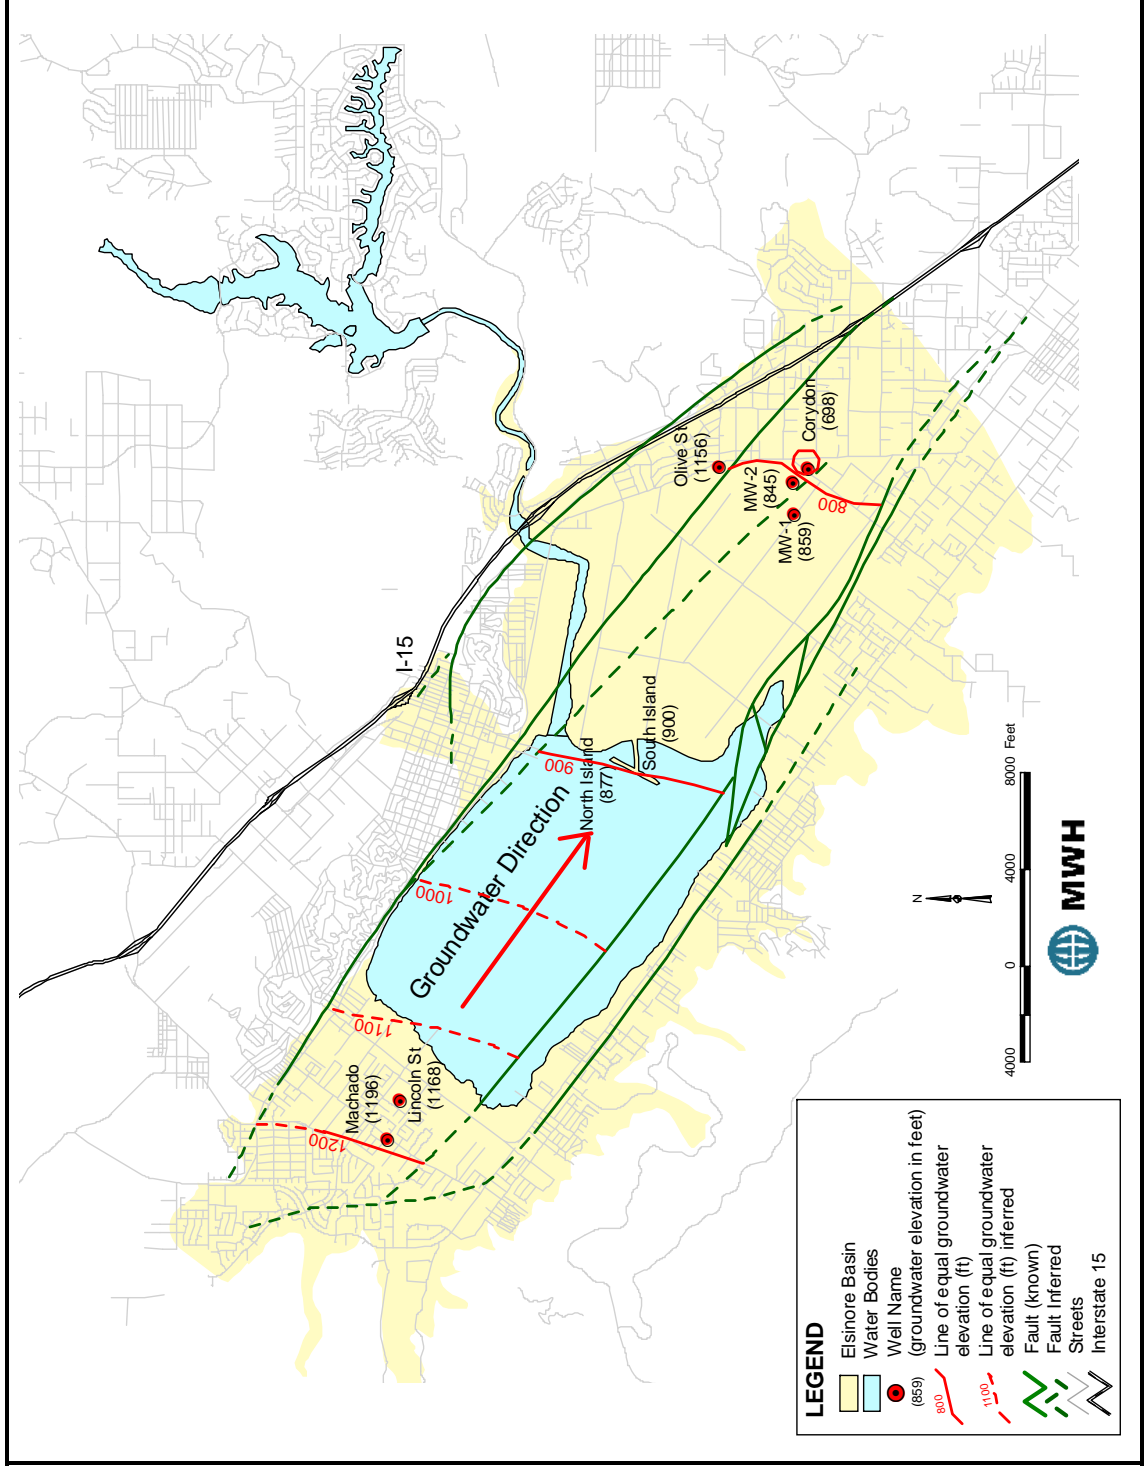 I-15
Olive St
(1156)
MW-2
(845)
Corydon
(698)
MW-1
(859)
800
South Island
(900)
North Island
(877)
900
Groundwater Direction
1000
1100
Machado
(1196)
Lincoln St
(1168)
1200
N
4000
0
4000
8000 Feet
MWH
LEGEND
Elsinore Basin
Water Bodies
Well Name
(859)
(groundwater elevation in feet)
800
Line of equal groundwater
elevation (ft)
1100
Line of equal groundwater
elevation (ft) inferred
Fault (known)
Fault Inferred
Streets
Interstate 15